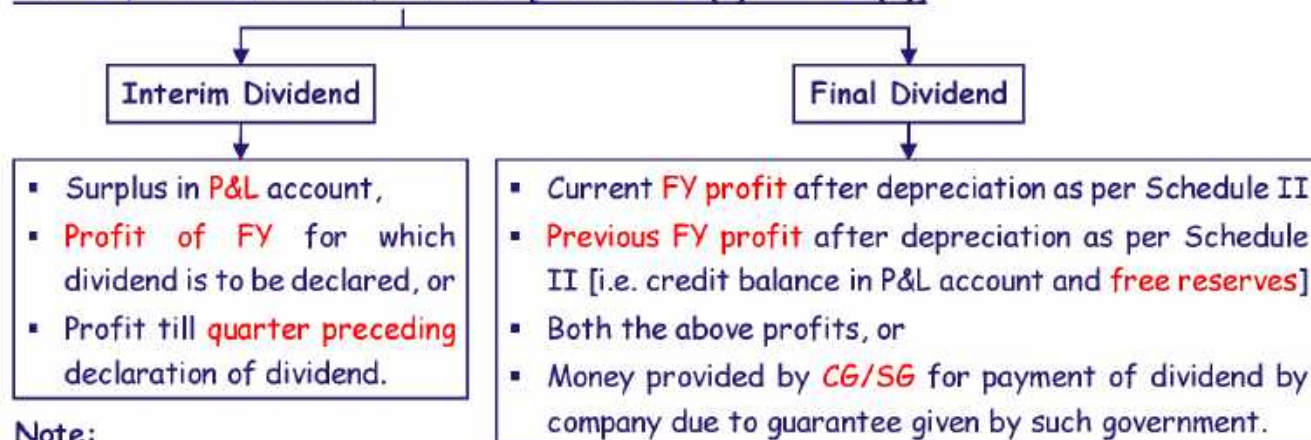 Interim Dividend
Final Dividend
▪ Surplus in P&L account,
▪ Profit of FY for which
dividend is to be declared, or
▪ Profit till quarter preceding
declaration of dividend.
▪ Current FY profit after depreciation as per Schedule II
▪ Previous FY profit after depreciation as per Schedule
II [i.e. credit balance in P&L account and free reserves]
▪ Both the above profits, or
▪ Money provided by CG/SG for payment of dividend by
company due to guarantee given by such government.
Note: